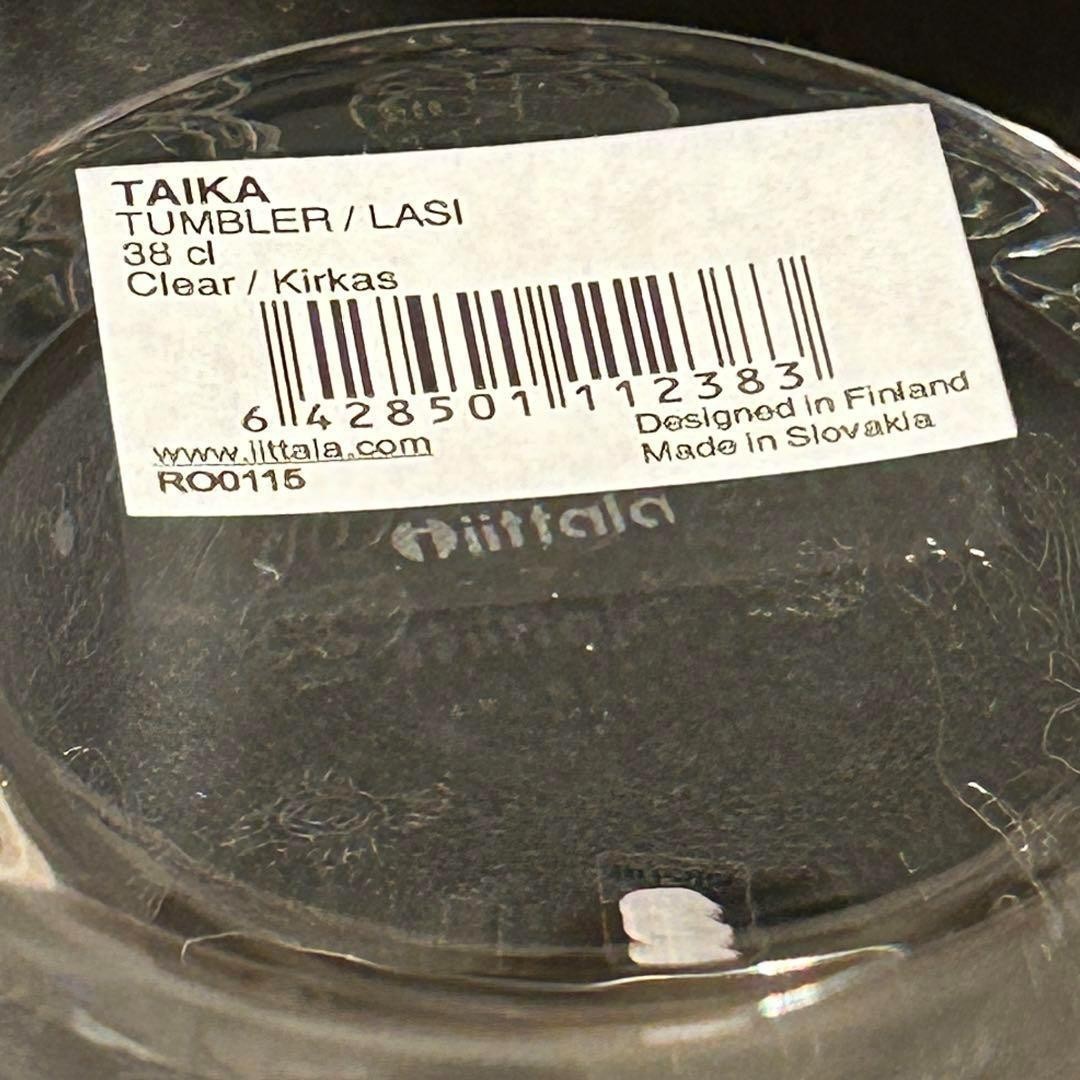 TAIKA
TUMBLER / LASI
38 cl
Clear / Kirkas
6 428501 112383
Designed in Finland
www.iittala.com
Made in Slovakia
RO0115
iittala